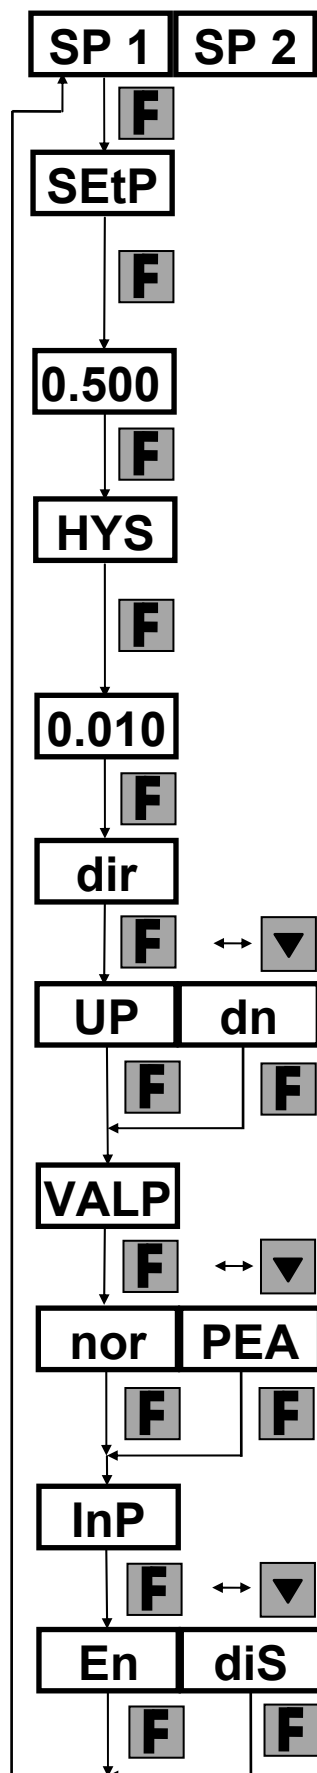 SP 1 SP 2
F
SEtP
F
0.500
F
HYS
F
0.010
F
dir
F
UP dn
F F
VALP
F
nor PEA
F F
InP
F
En diS
F F